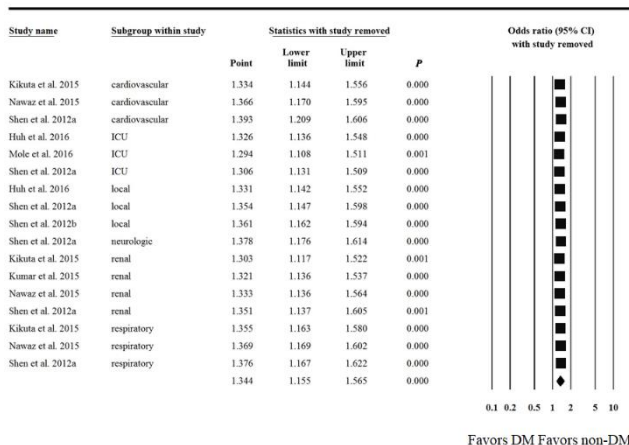 Study name Subgroup within study Statistics with study removed Odds ratio (95% CI)
with study removed
Lower Upper
Point limit limit P
Kikuta et al. 2015 cardiovascular 1.334 1.144 1.556 0.000
Nawaz et al. 2015 cardiovascular 1.366 1.170 1.595 0.000
Shen et al. 2012a cardiovascular 1.393 1.209 1.606 0.000
Huh et al. 2016 ICU 1.326 1.136 1.548 0.000
Mole et al. 2016 ICU 1.294 1.108 1.511 0.001
Shen et al. 2012a ICU 1.306 1.131 1.509 0.000
Huh et al. 2016 local 1.331 1.142 1.552 0.000
Shen et al. 2012a local 1.354 1.147 1.598 0.000
Shen et al. 2012b local 1.361 1.162 1.594 0.000
Shen et al. 2012a neurologic 1.378 1.176 1.614 0.000
Kikuta et al. 2015 renal 1.303 1.117 1.522 0.001
Kumar et al. 2015 renal 1.321 1.136 1.537 0.000
Nawaz et al. 2015 renal 1.333 1.136 1.564 0.000
Shen et al. 2012a renal 1.351 1.137 1.605 0.001
Kikuta et al. 2015 respiratory 1.355 1.163 1.580 0.000
Nawaz et al. 2015 respiratory 1.369 1.169 1.602 0.000
Shen et al. 2012a respiratory 1.376 1.167 1.622 0.000
1.344 1.155 1.565 0.000
0.1 0.2 0.5 1 2 5 10
Favors DM Favors non-DM